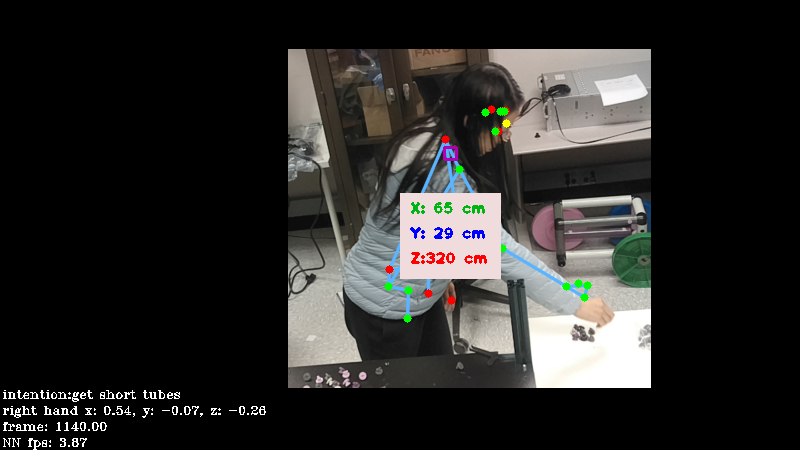 FANC
X: 65 cm
Y: 29 cm
Z:320 cm
intention:get short tubes
right hand x: 0.54, y: -0.07, z: -0.26
frame: 1140.00
NN fps: 3.87